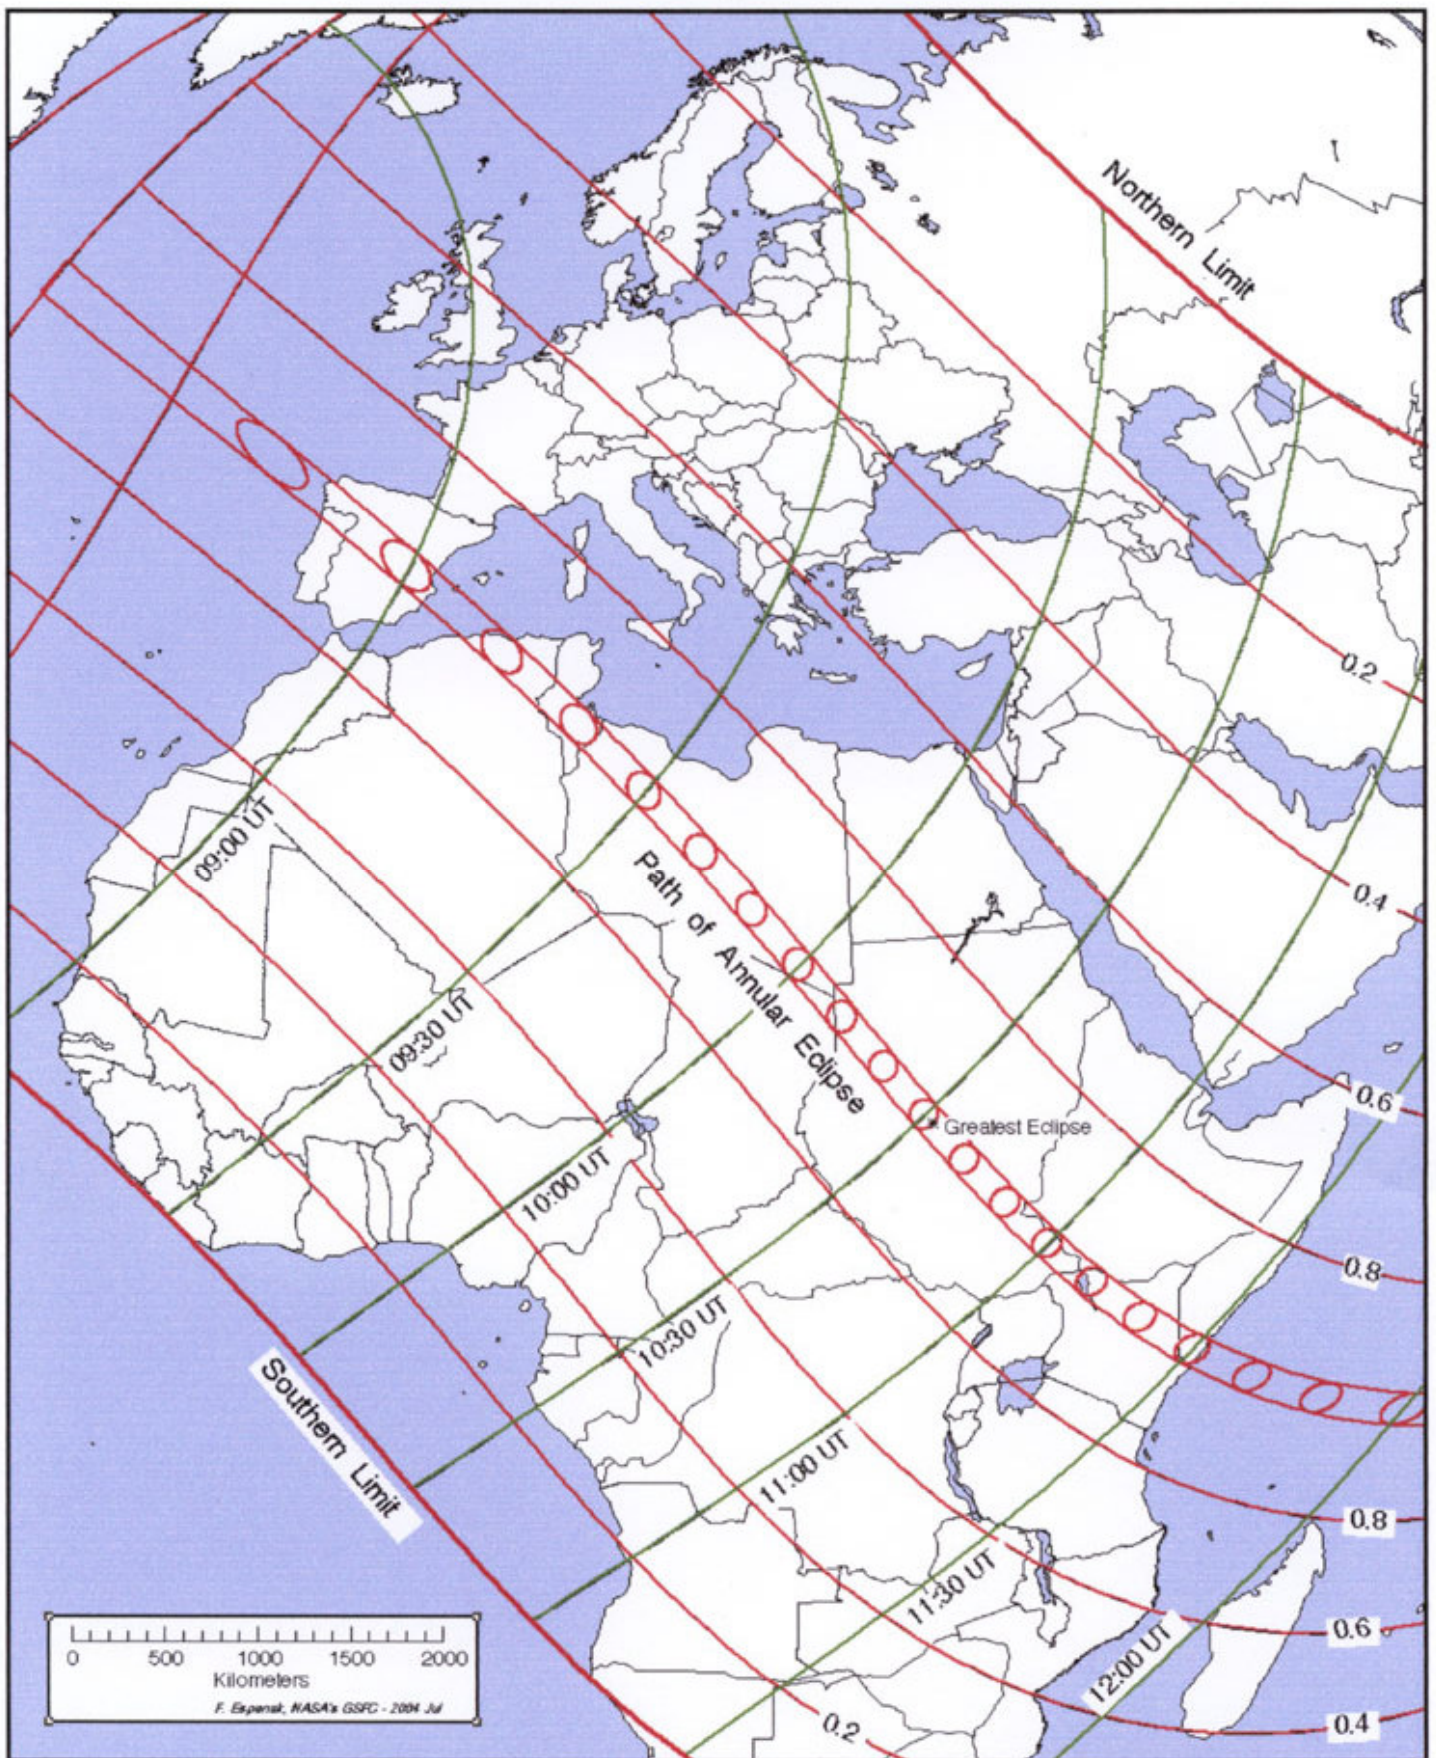 Northern Limit
0.2
09:00 UT
Path of Annular Eclipse
0.4
09:30 UT
0.6
Greatest Eclipse
10:00 UT
0.8
10:30 UT
Southern Limit
11:00 UT
0.8
11:30 UT
0.6
12:00 UT
0.2
0.4
0 500 1000 1500 2000
Kilometers
F. Espenak, NASA's GSFC - 2004 Jul